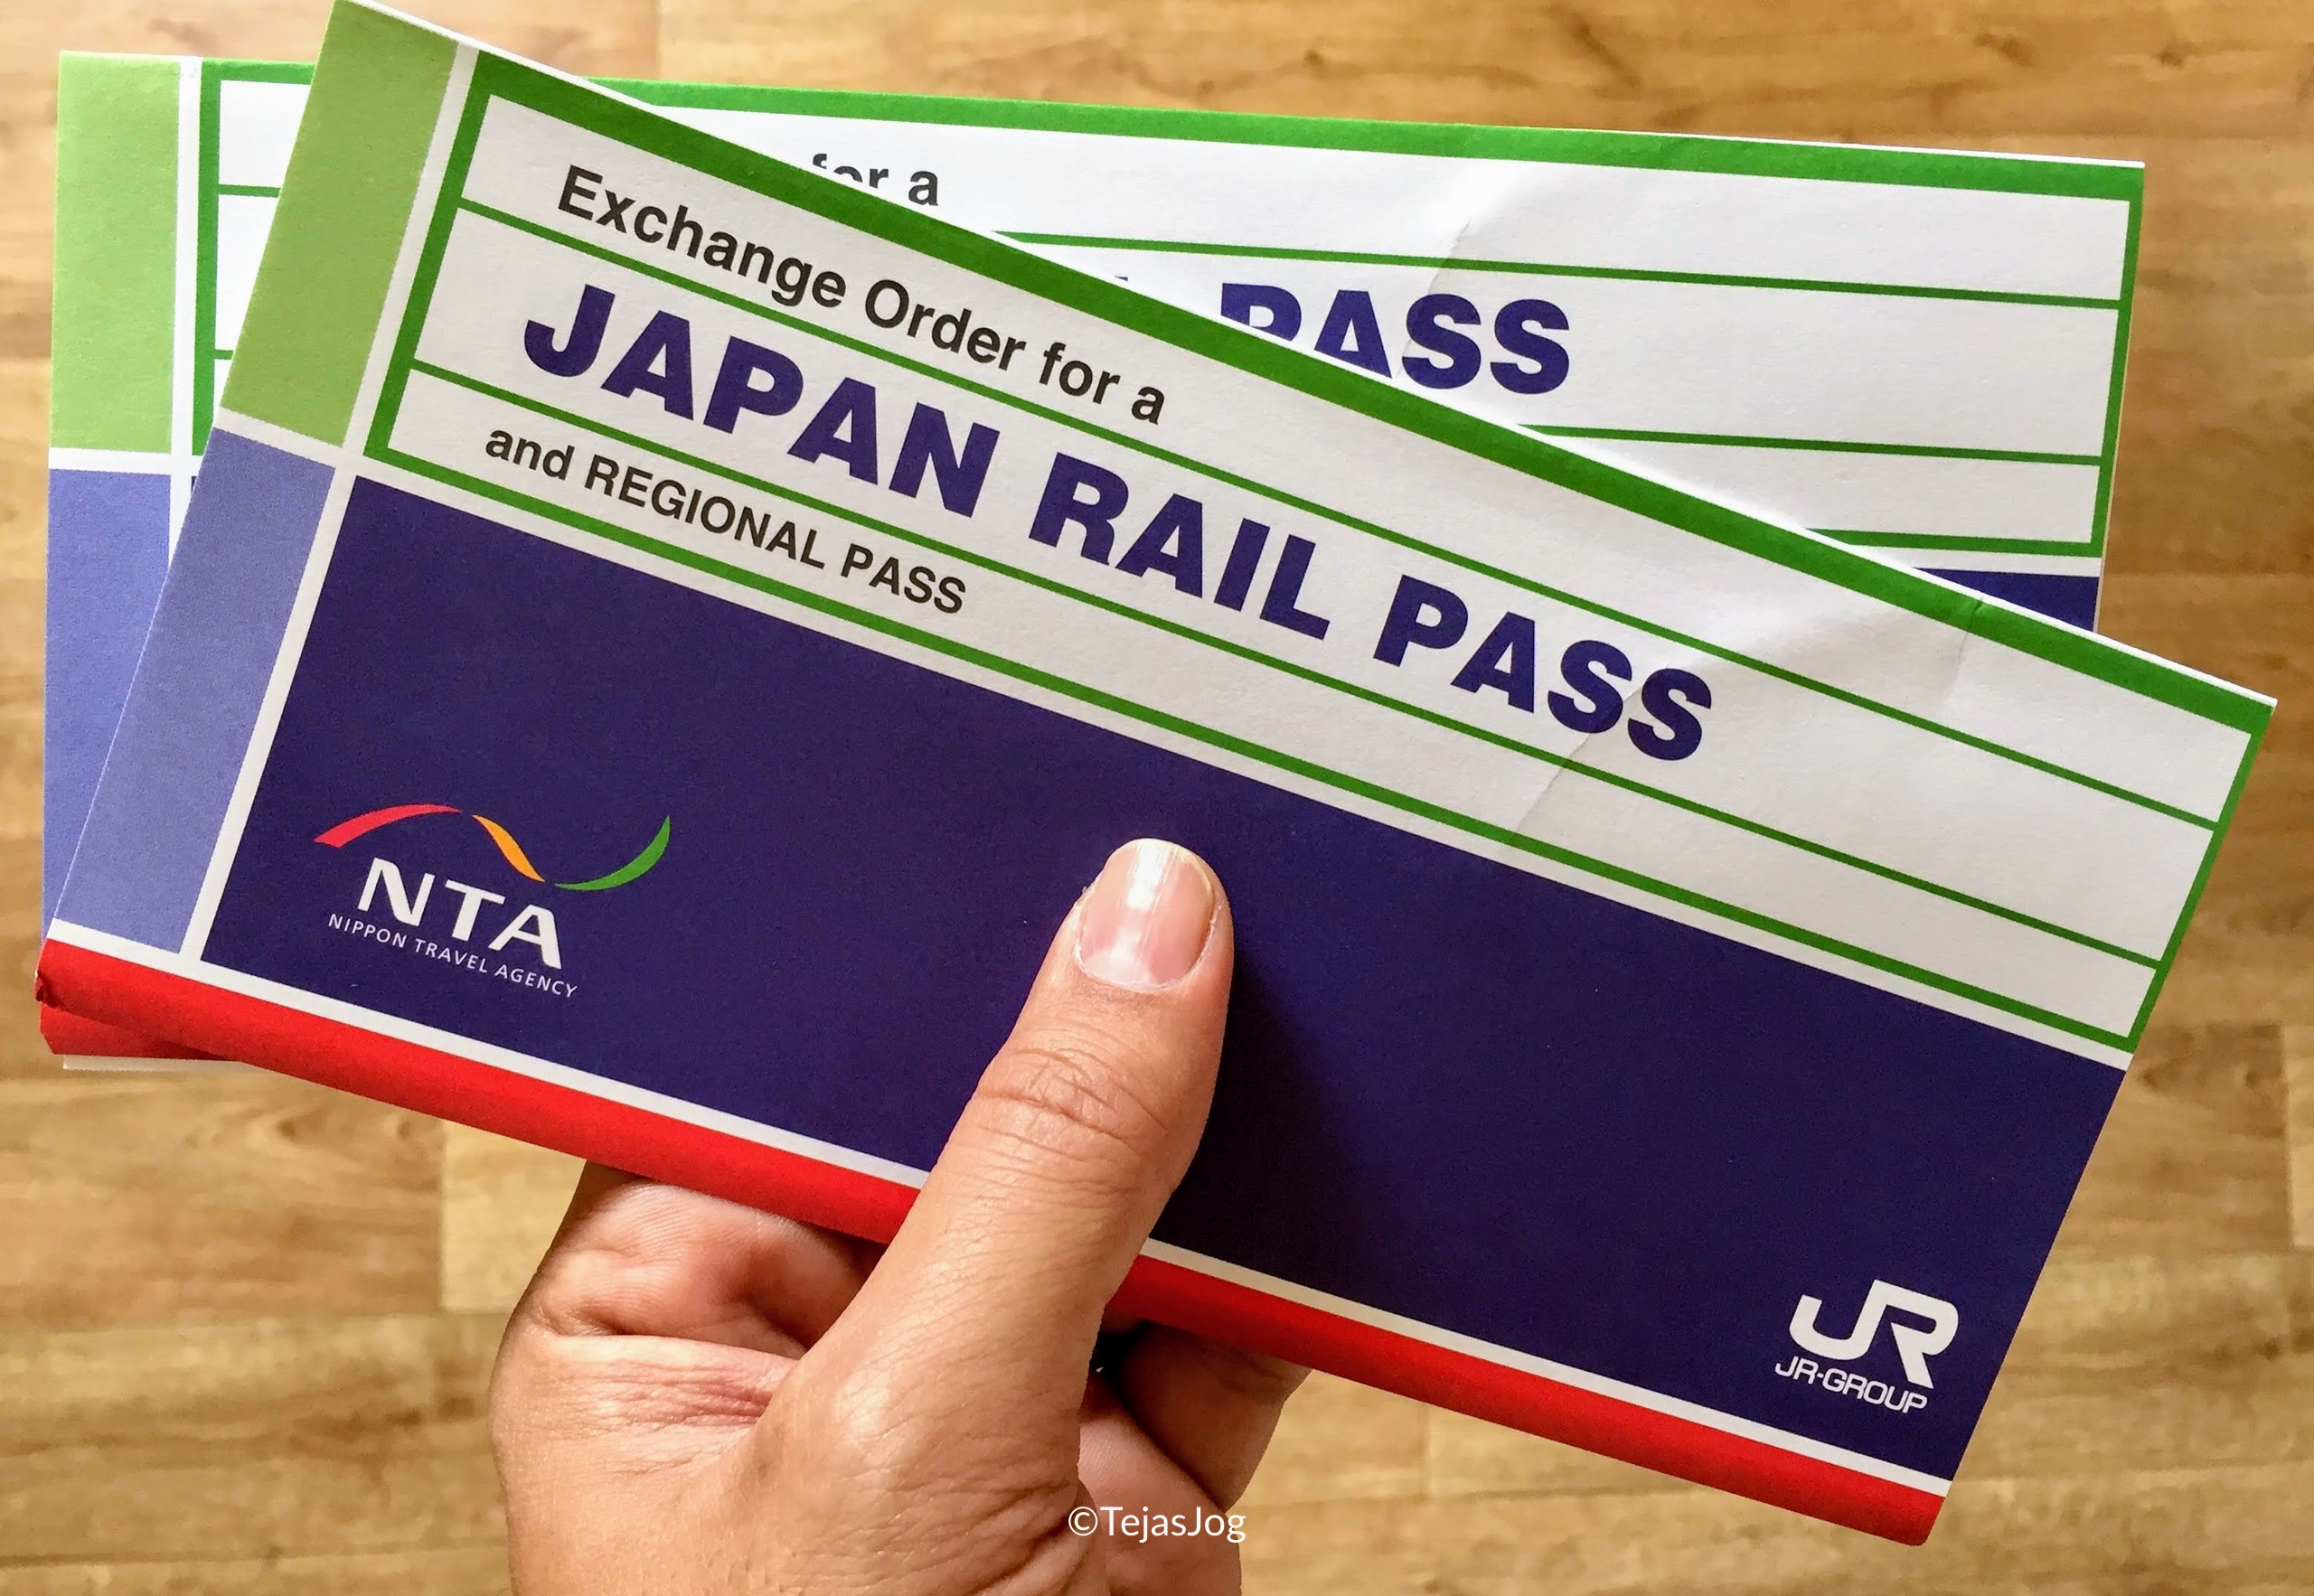 for a
PASS
Exchange Order for a
JAPAN RAIL PASS
and REGIONAL PASS
NTA
NIPPON TRAVEL AGENCY
JR
JR-GROUP
©TejasJog